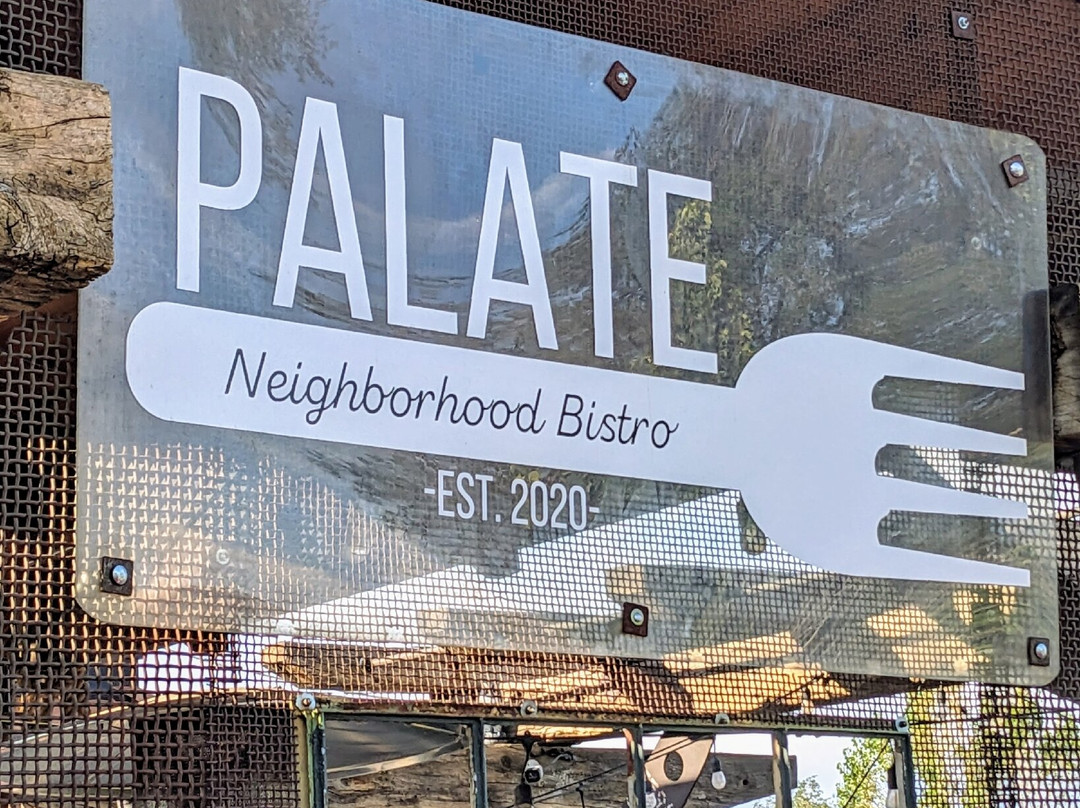 PALATE
Neighborhood Bistro
-EST. 2020-